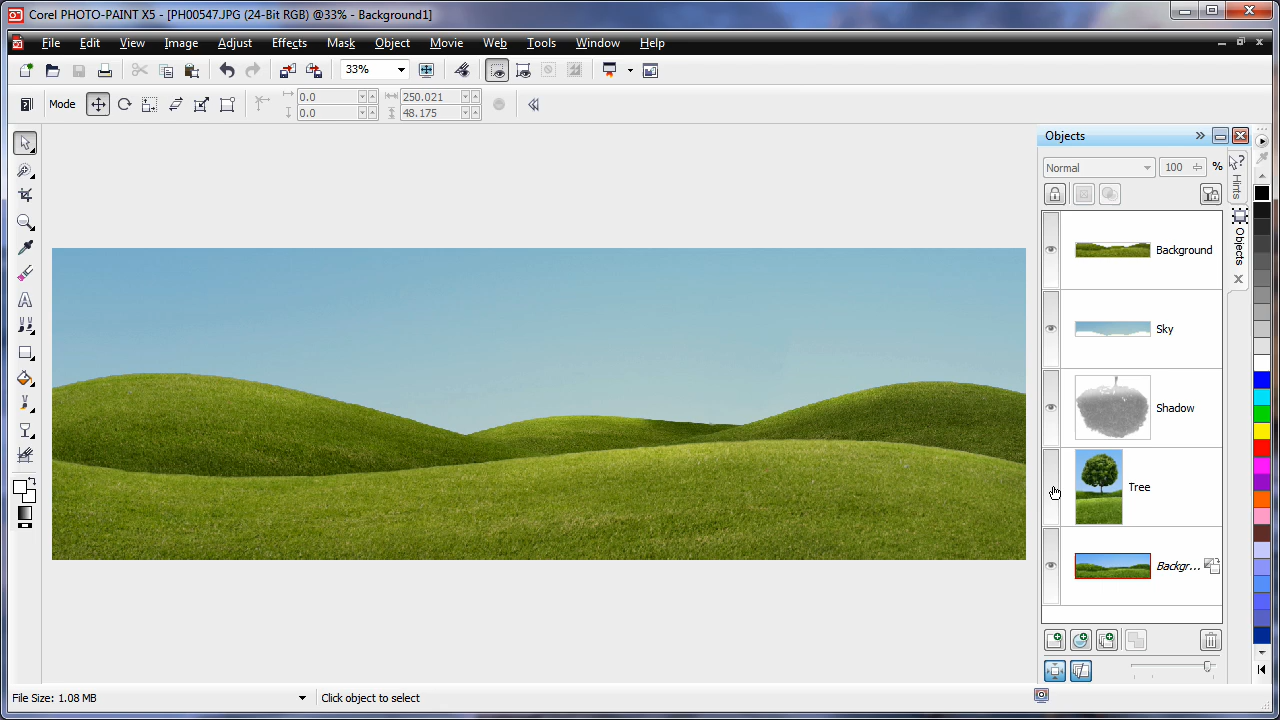 Corel PHOTO-PAINT X5 - [PH00547.JPG (24-Bit RGB) @33% - Background1]
File Edit View Image Adjust Effects Mask Object Movie Web Tools Window Help
33%
Mode 0.0 250.021
0.0 48.175
Objects
Normal 100 %
Hints
Objects
Background
Sky
Shadow
Tree
Backgr...
File Size: 1.08 MB Click object to select